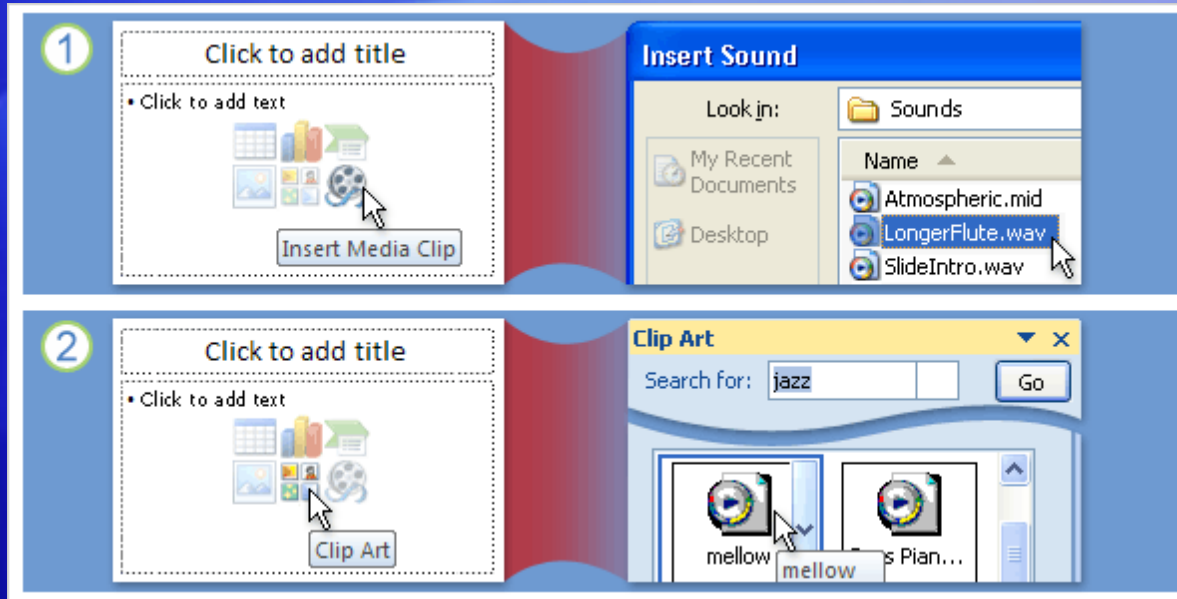 1
Click to add title
• Click to add text
Insert Media Clip
Insert Sound
Look in:
Sounds
My Recent
Documents
Desktop
Name
Atmospheric.mid
LongerFlute.wav
SlideIntro.wav
2
Click to add title
• Click to add text
Clip Art
Clip Art
Search for:
jazz
Go
mellow
Pian...
mellow